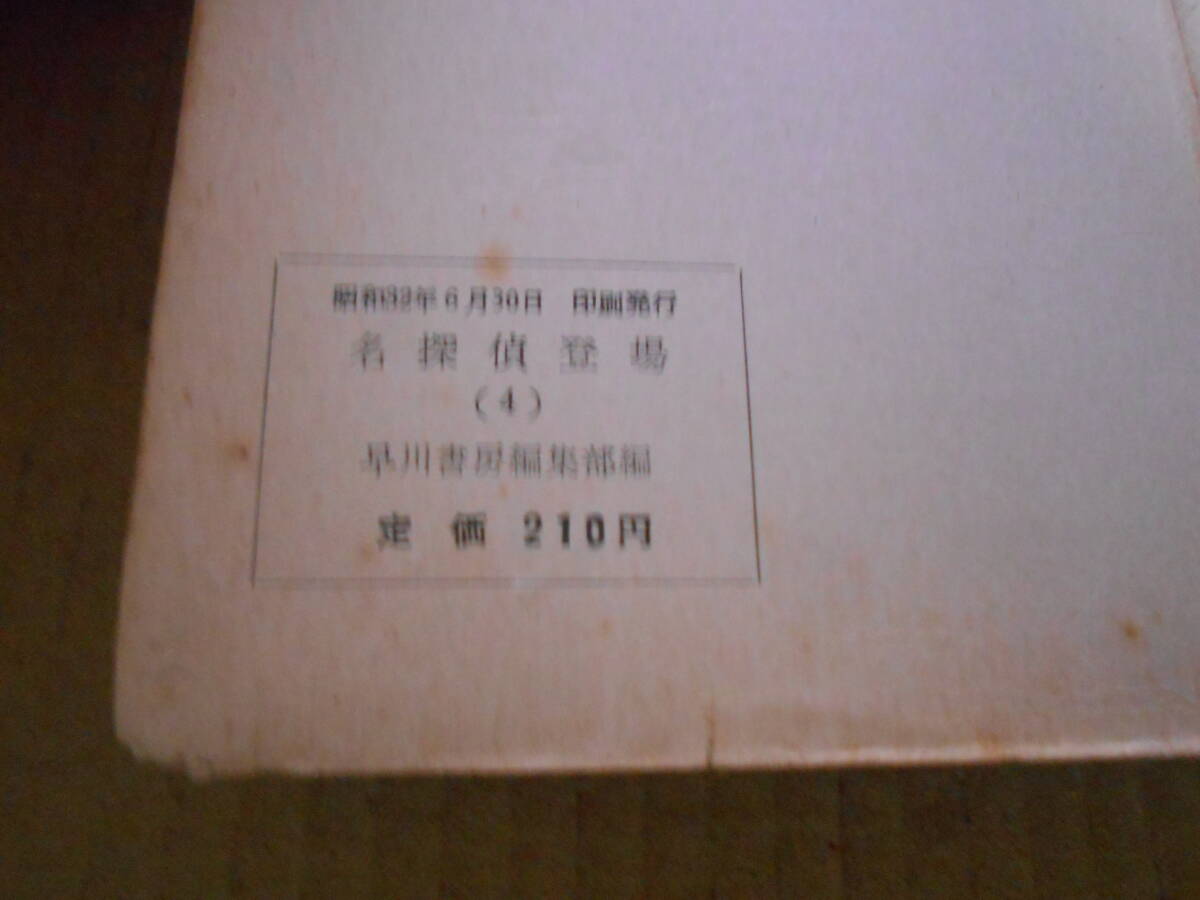 昭和32年6月30日 印刷発行
名探偵登場
(4)
早川書房編集部編
定価 210円